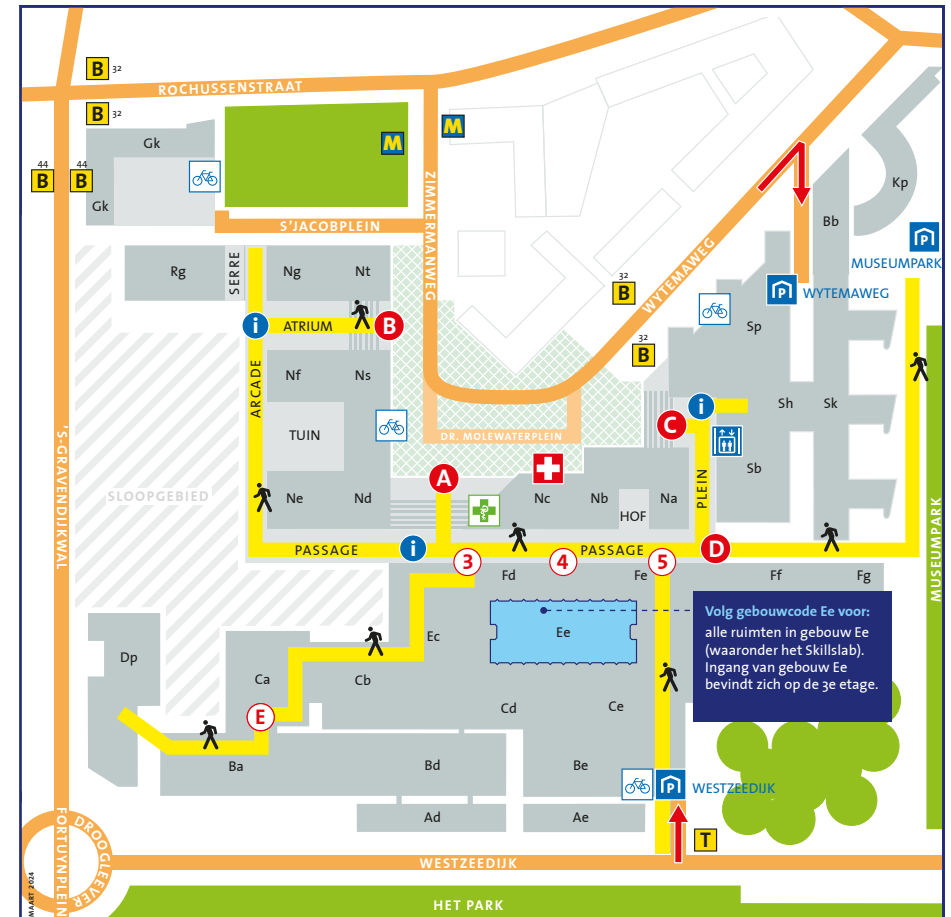 B 32
ROCHUSSENSTRAAT
B 32
Gk
M
M
44
B
44
B
Gk
ZIMMERMANWEG
Kp
S'JACOBPLEIN
Bb
P
MUSEUMPARK
SERRE
Rg
Ng
Nt
WYTEMAWEG
32
B
P
WYTEMAWEG
i
ATRIUM
B
Sp
32
B
ARCADE
Nf
Ns
C
i
Sh
Sk
TUIN
DR. MOLEWATERPLEIN
'S-GRAVENDIJKWAL
SLOOPGEBIED
A
PLEIN
Sb
Ne
Nd
Nc
Nb
Na
HOF
PASSAGE
i
PASSAGE
D
3
4
5
MUSEUMPARK
Fd
Fe
Ff
Fg
Volg gebouwcode Ee voor:
alle ruimten in gebouw Ee
(waaronder het Skillslab).
Ingang van gebouw Ee
bevindt zich op de 3e etage.
Ec
Ee
Dp
Ca
Cb
Cd
Ce
E
Ba
Bd
Be
P
WESTZEEDIJK
Ad
Ae
T
DROOGLEEVER
FORTUYNPLEIN
WESTZEEDIJK
MAART 2024
HET PARK